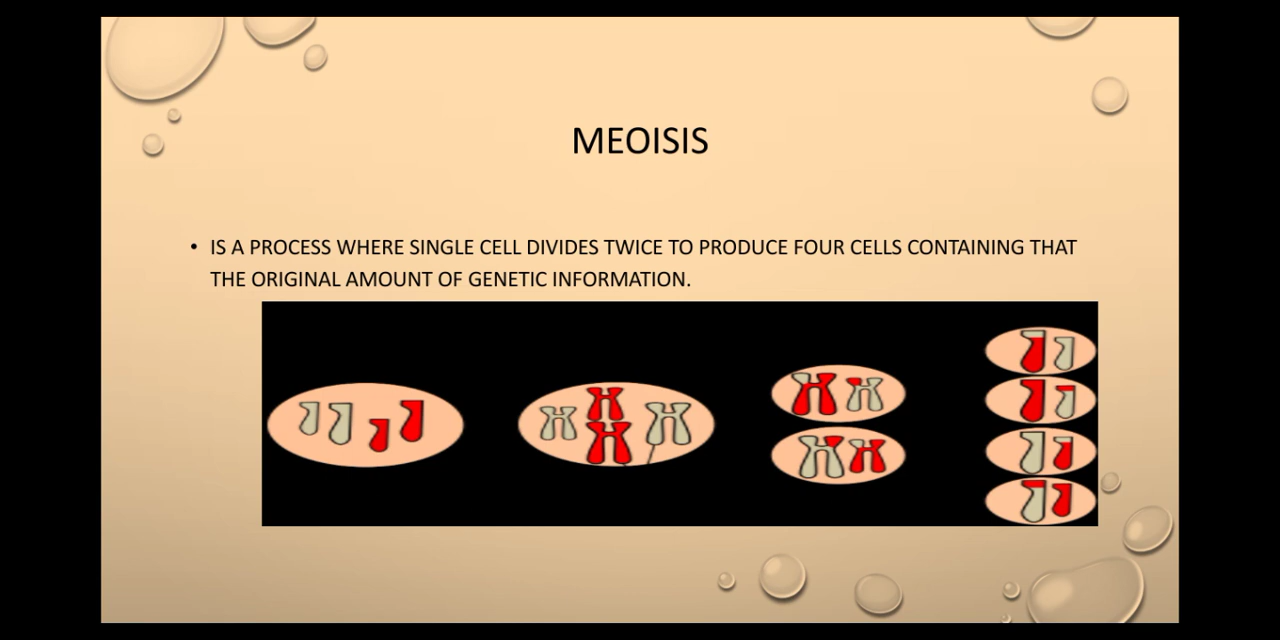 MEOISIS
• IS A PROCESS WHERE SINGLE CELL DIVIDES TWICE TO PRODUCE FOUR CELLS CONTAINING THAT
THE ORIGINAL AMOUNT OF GENETIC INFORMATION.